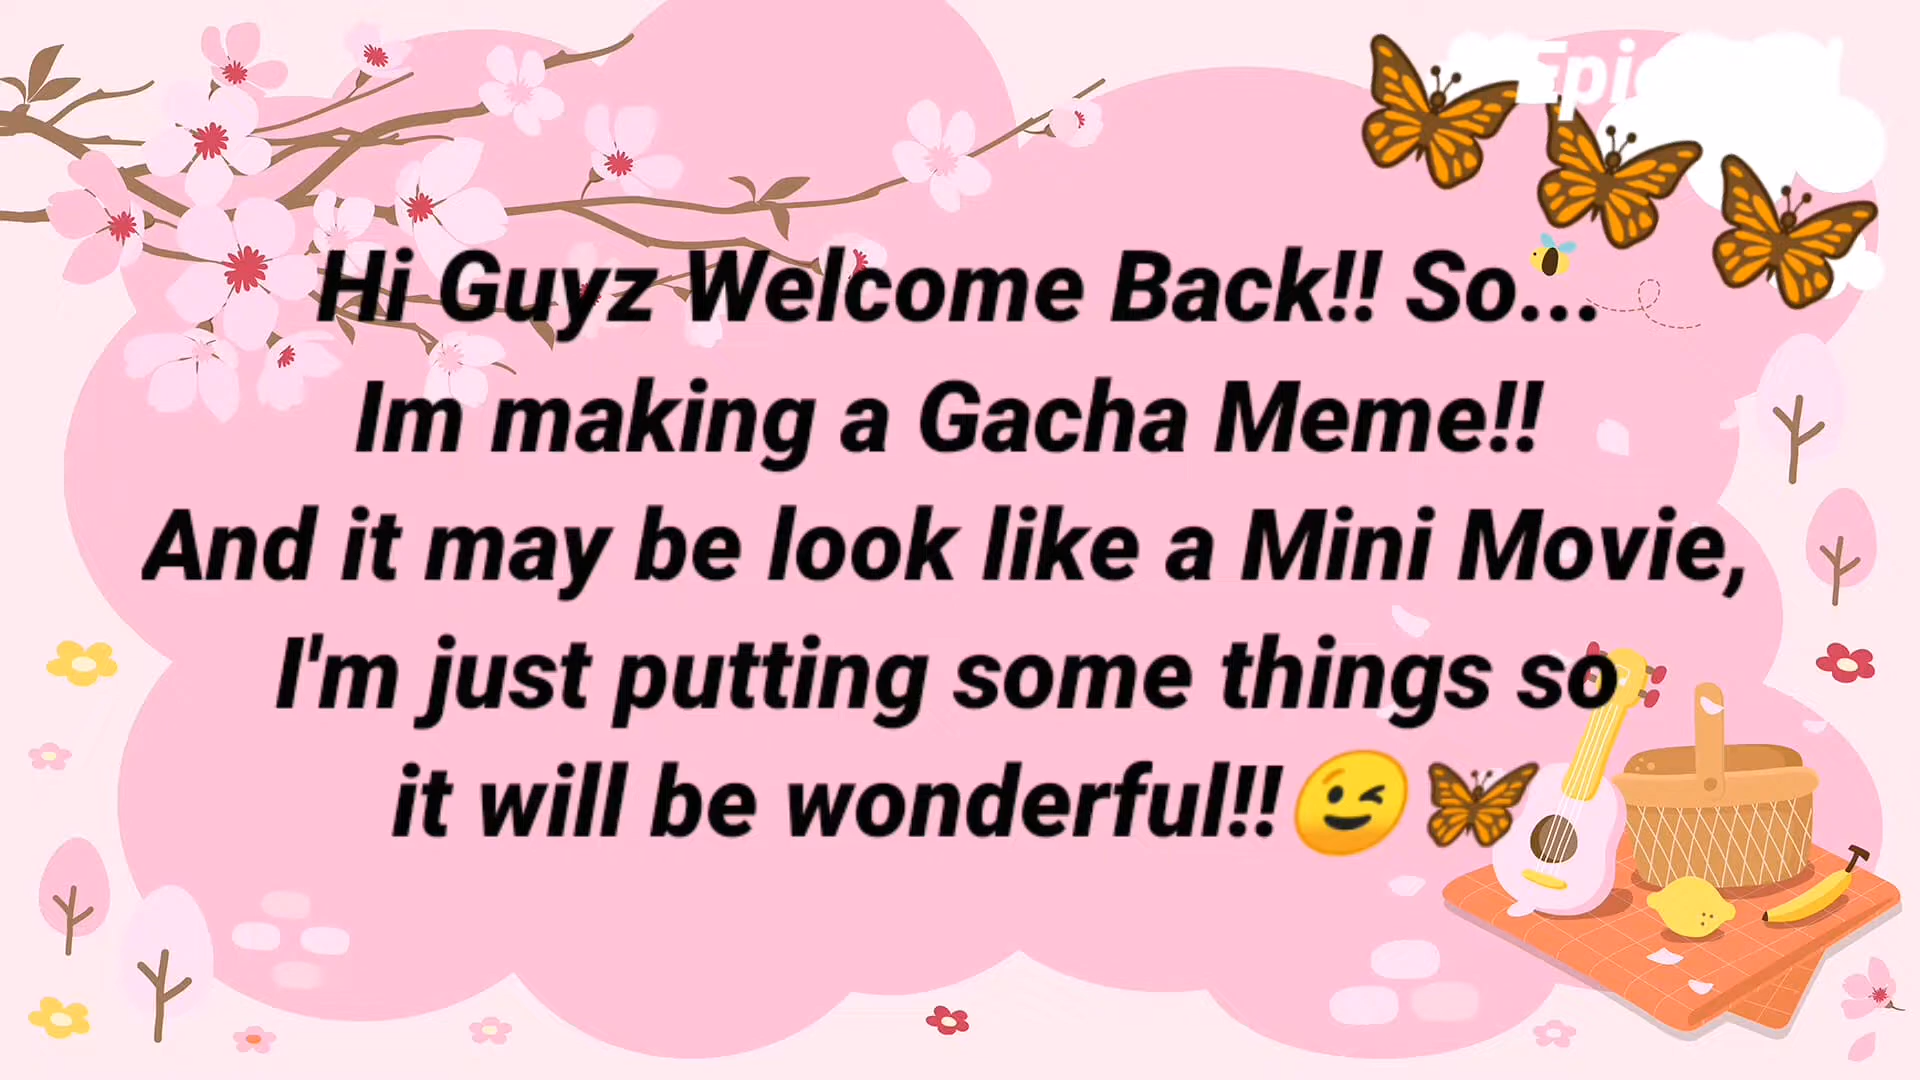 Hi Guyz Welcome Back!! So...
Im making a Gacha Meme!!
And it may be look like a Mini Movie,
I'm just putting some things so
it will be wonderful!!😉🦋